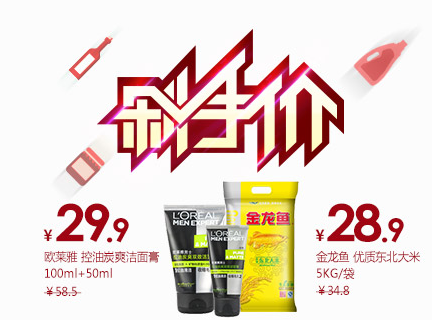 剁手价
¥29.9
欧莱雅 控油炭爽洁面膏
100ml+50ml
¥58.5
L'ORÉAL
MEN EXPERT
L'ORÉAL
MEN EXPERT
金龙鱼
¥28.9
金龙鱼 优质东北大米
5KG/袋
¥34.8